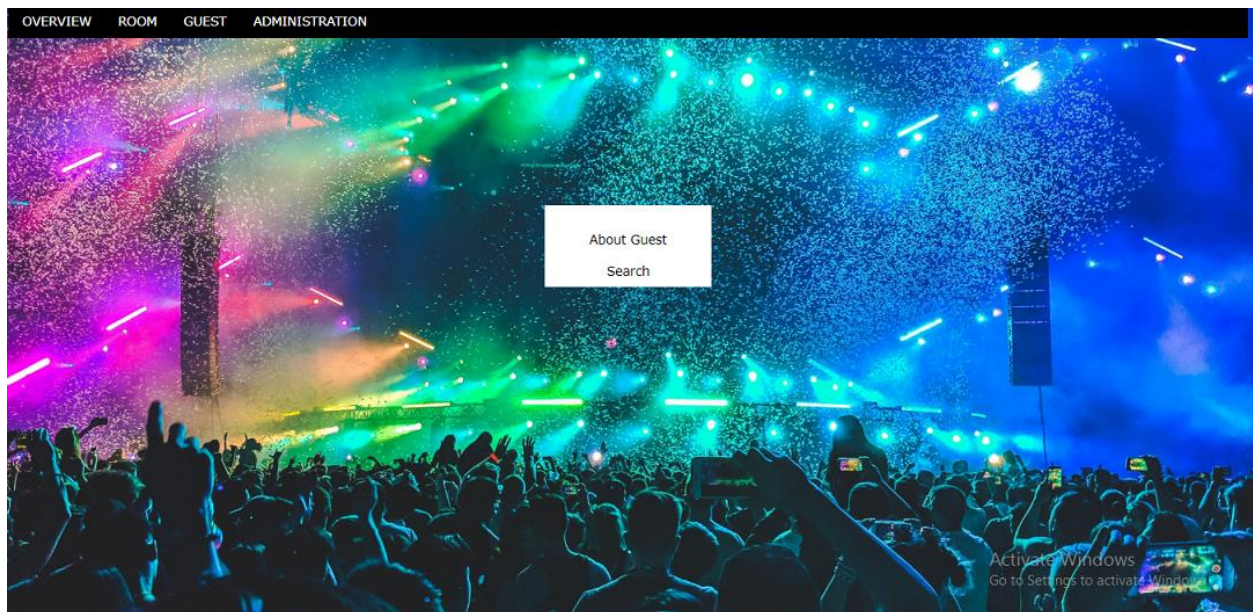 OVERVIEW ROOM GUEST ADMINISTRATION
About Guest
Search
Activate Windows
Go to Settings to activate Windows.